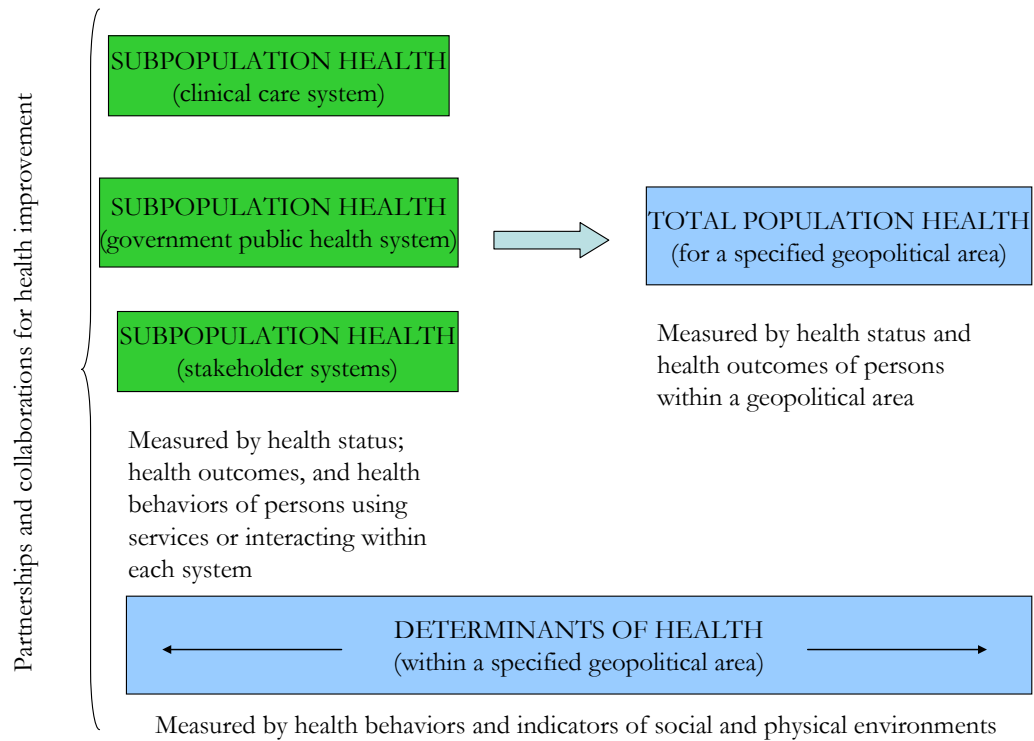 Partnerships and collaborations for health improvement
SUBPOPULATION HEALTH
(clinical care system)
SUBPOPULATION HEALTH
(government public health system)
SUBPOPULATION HEALTH
(stakeholder systems)
Measured by health status;
health outcomes, and health
behaviors of persons using
services or interacting within
each system
TOTAL POPULATION HEALTH
(for a specified geopolitical area)
Measured by health status and
health outcomes of persons
within a geopolitical area
DETERMINANTS OF HEALTH
(within a specified geopolitical area)
Measured by health behaviors and indicators of social and physical environments